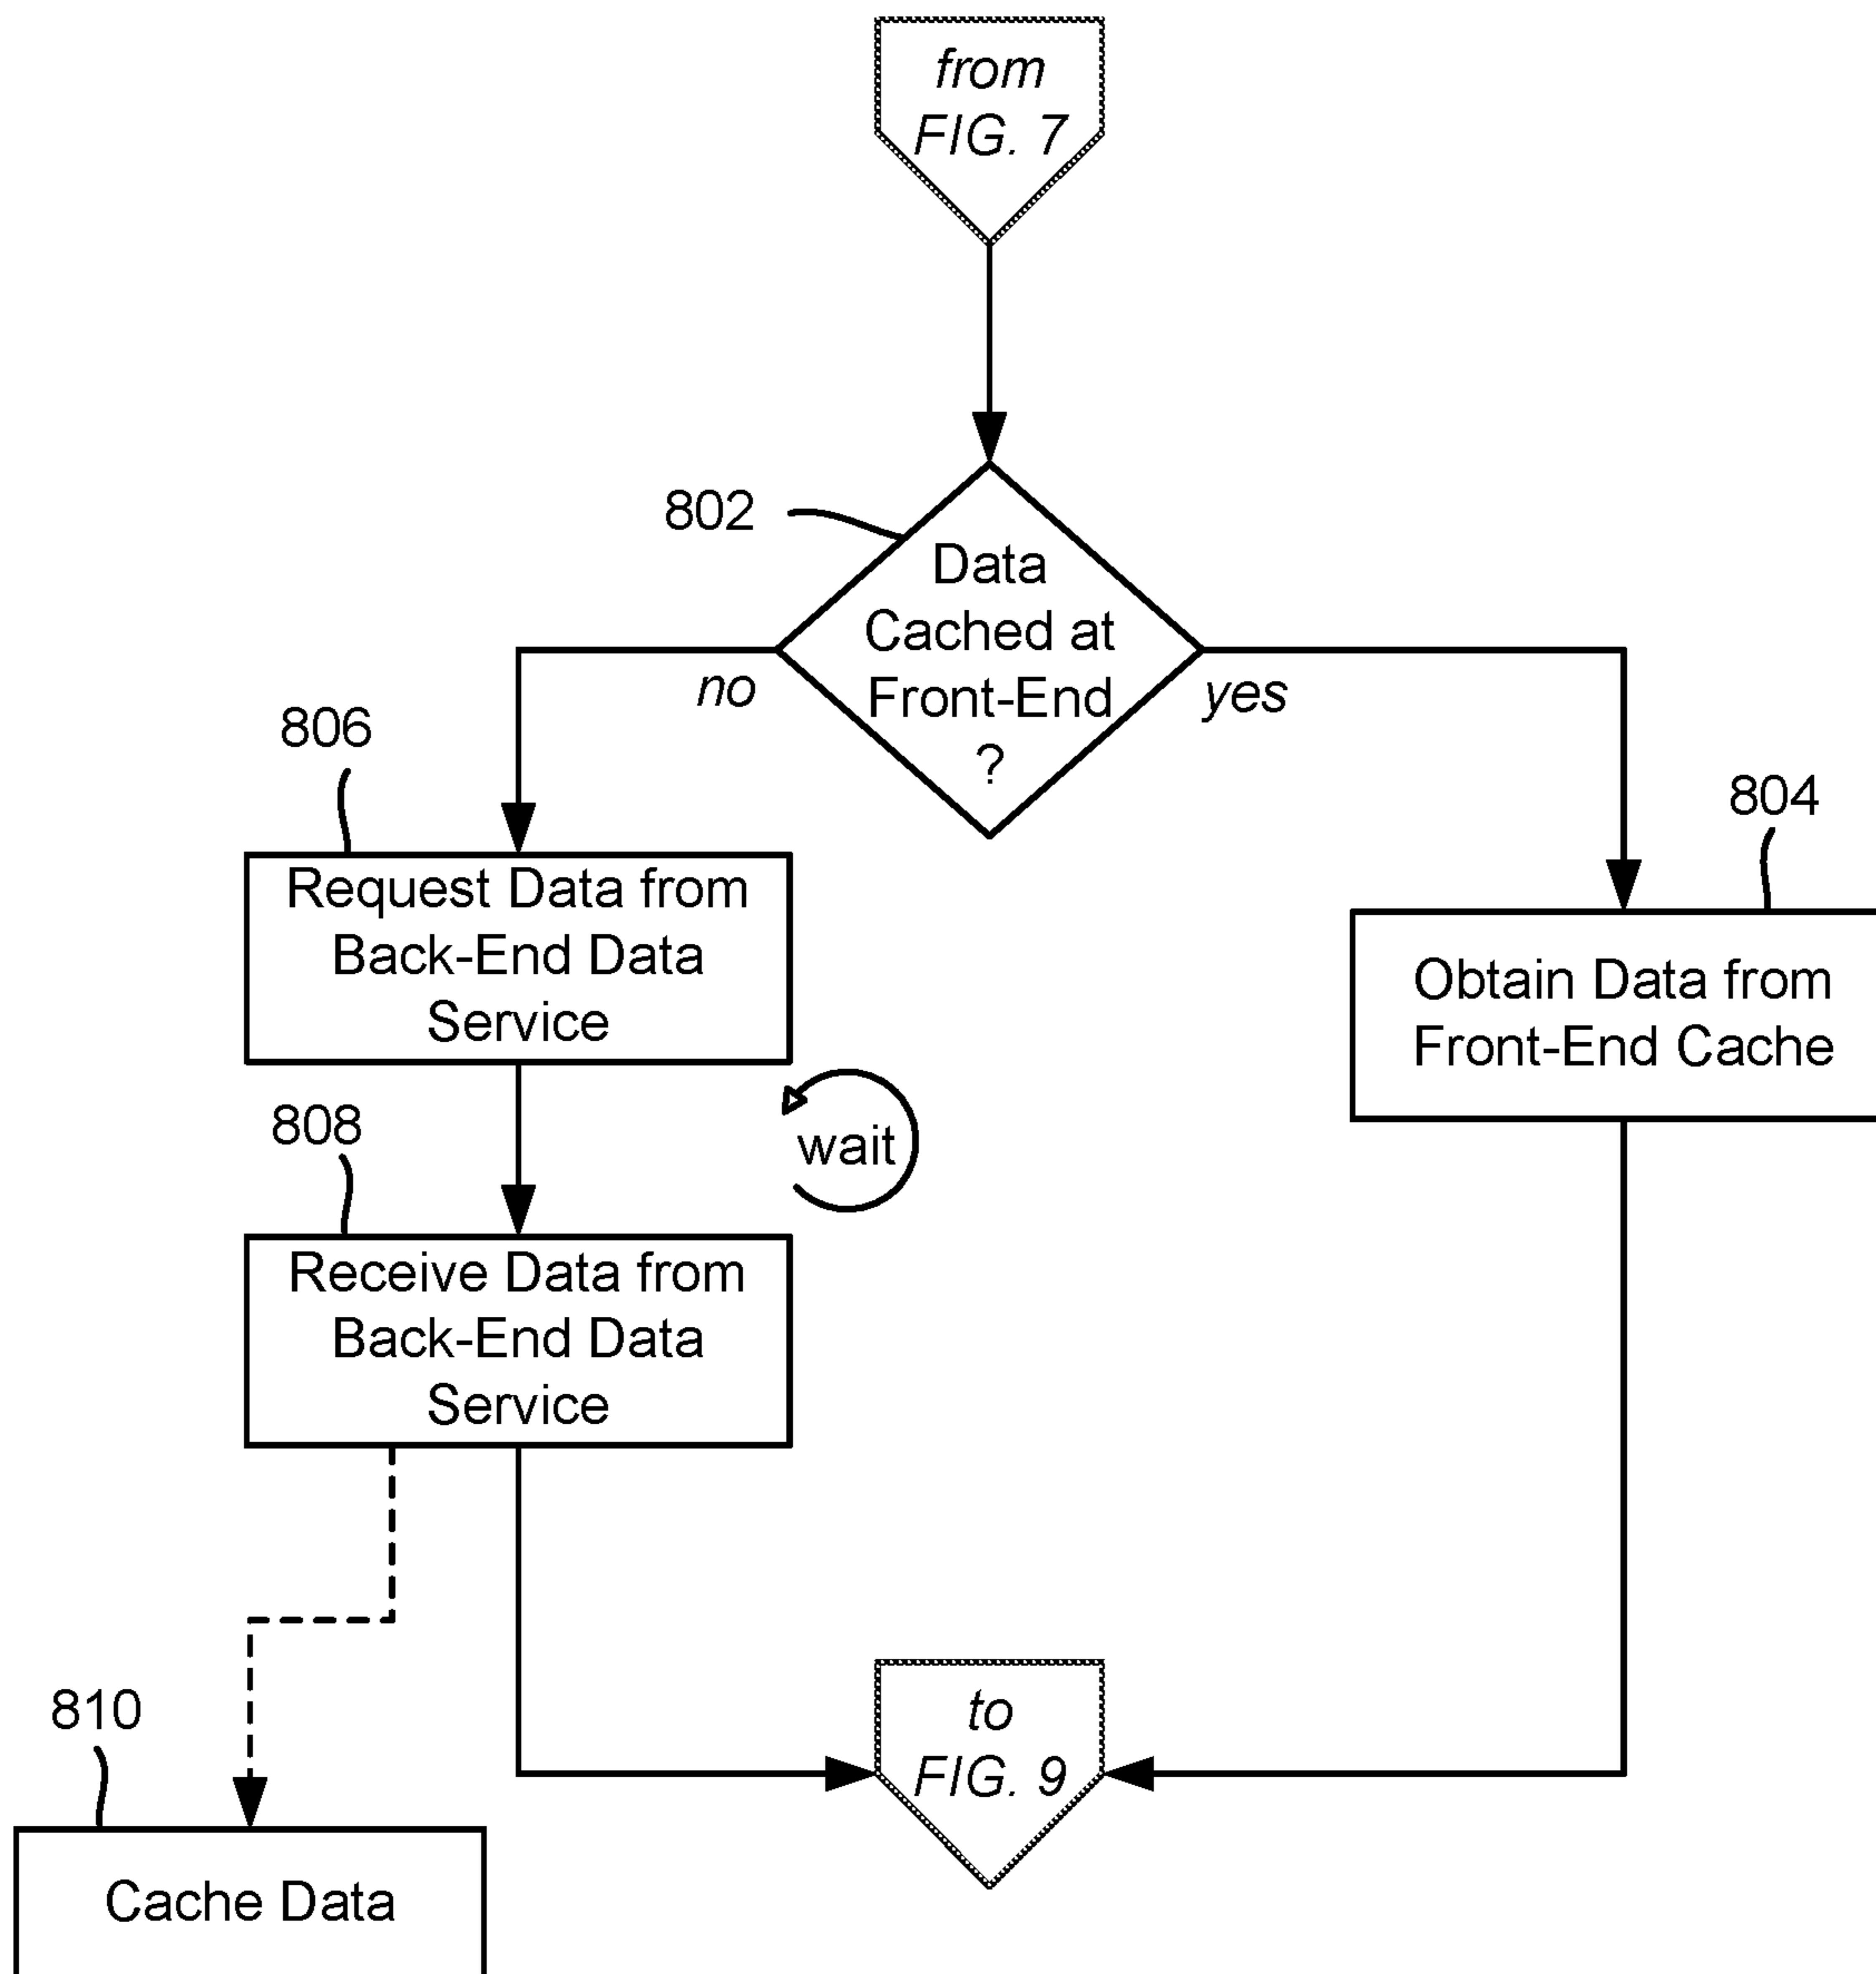 from
FIG. 7
802
Data
Cached at
Front-End
?
no
yes
806
804
Request Data from
Back-End Data
Service
Obtain Data from
Front-End Cache
wait
808
Receive Data from
Back-End Data
Service
810
to
FIG. 9
Cache Data